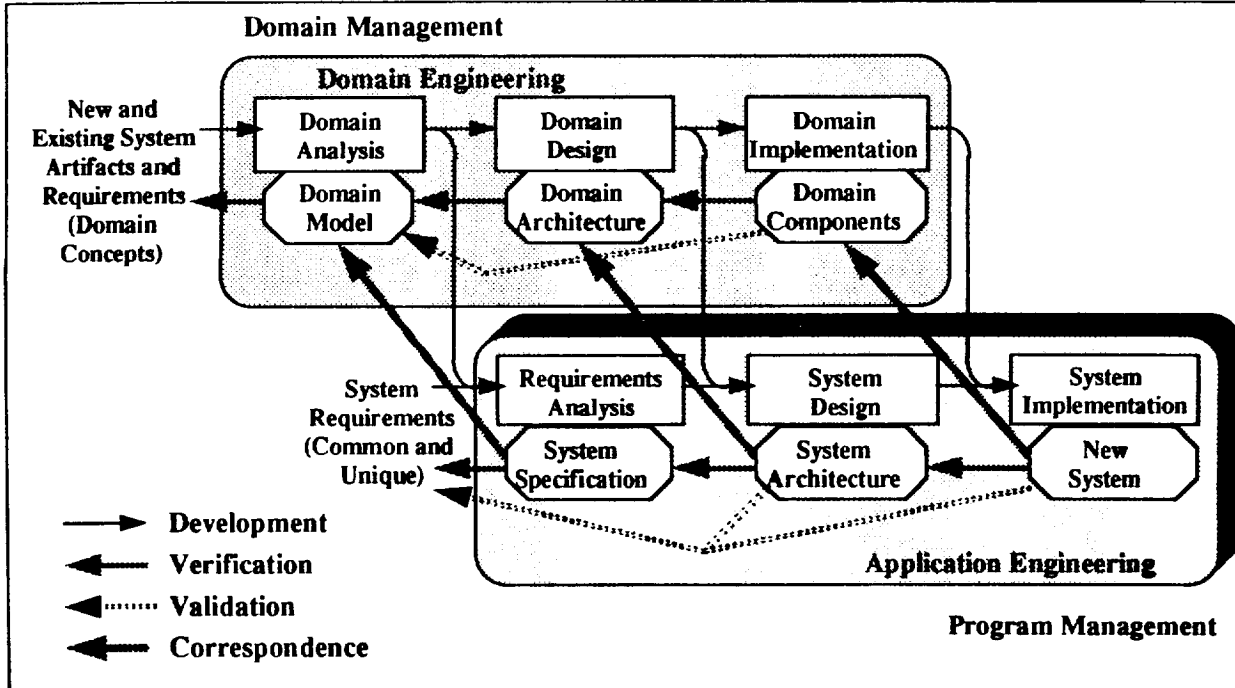 Domain Management
Domain Engineering
New and
Existing System
Artifacts and
Requirements
(Domain
Concepts)
Domain
Analysis
Domain
Model
Domain
Design
Domain
Architecture
Domain
Implementation
Domain
Components
System
Requirements
(Common and
Unique)
Requirements
Analysis
System
Specification
System
Design
System
Architecture
System
Implementation
New
System
Application Engineering
Program Management
Development
Verification
Validation
Correspondence